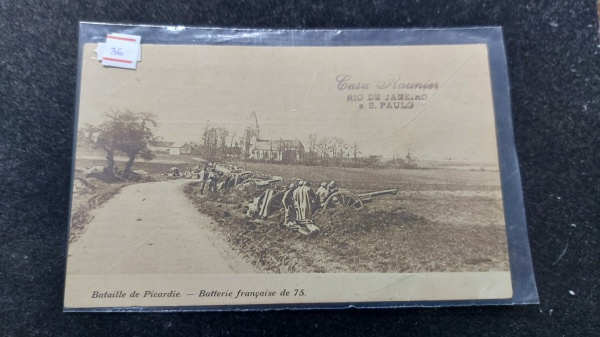 36
Casa Raunier
RIO DE JANEIRO
e S. PAULO
Bataille de Picardie. — Batterie française de 75.